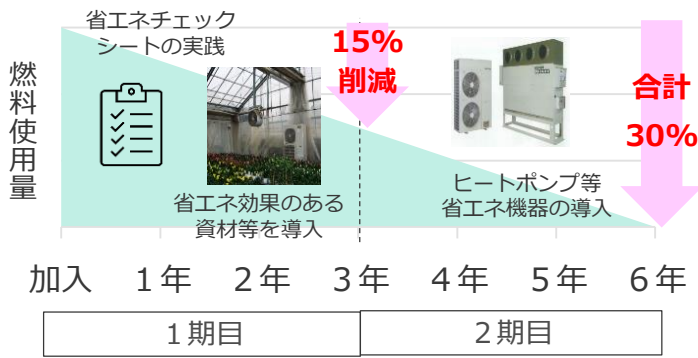 省エネチェック
シートの実践
15%
削減
合計
30%
燃料使用量
省エネ効果のある
資材等を導入
ヒートポンプ等
省エネ機器の導入
加入 1年 2年 3年 4年 5年 6年
1期目 2期目